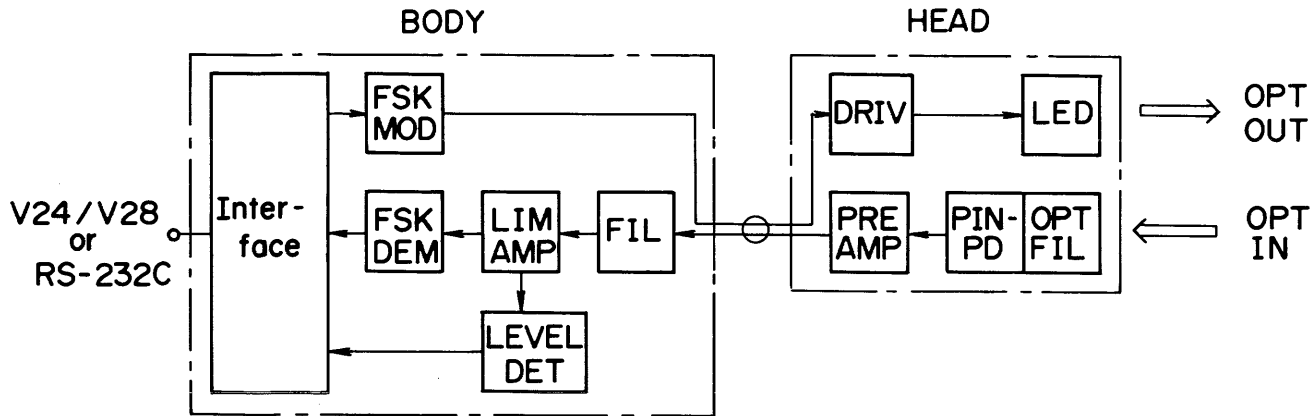 BODY
HEAD
FSK
MOD
DRIV
LED
OPT
OUT
V24/V28
or
RS-232C
Inter-
face
FSK
DEM
LIM
AMP
FIL
PRE
AMP
PIN-
PD
OPT
FIL
OPT
IN
LEVEL
DET